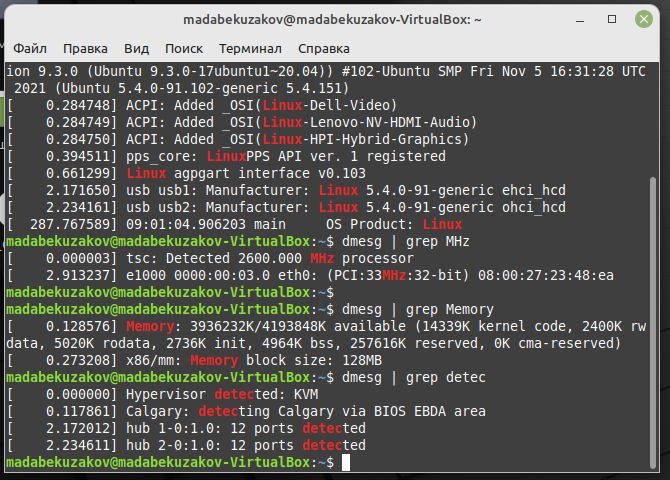 madabekuzakov@madabekuzakov-VirtualBox: ~
Файл Правка Вид Поиск Терминал Справка
ion 9.3.0 (Ubuntu 9.3.0-17ubuntu1~20.04)) #102-Ubuntu SMP Fri Nov 5 16:31:28 UTC
2021 (Ubuntu 5.4.0-91.102-generic 5.4.151)
[    0.284748] ACPI: Added _OSI(Linux-Dell-Video)
[    0.284749] ACPI: Added _OSI(Linux-Lenovo-NV-HDMI-Audio)
[    0.284750] ACPI: Added _OSI(Linux-HPI-Hybrid-Graphics)
[    0.394511] pps_core: LinuxPPS API ver. 1 registered
[    0.661299] Linux agpgart interface v0.103
[    2.171650] usb usb1: Manufacturer: Linux 5.4.0-91-generic ehci_hcd
[    2.234161] usb usb2: Manufacturer: Linux 5.4.0-91-generic ohci_hcd
[  287.767589] 09:01:04.906203 main     OS Product: Linux
madabekuzakov@madabekuzakov-VirtualBox:~$ dmesg | grep MHz
[    0.000003] tsc: Detected 2600.000 MHz processor
[    2.913237] e1000 0000:00:03.0 eth0: (PCI:33MHz:32-bit) 08:00:27:23:48:ea
madabekuzakov@madabekuzakov-VirtualBox:~$
madabekuzakov@madabekuzakov-VirtualBox:~$ dmesg | grep Memory
[    0.128576] Memory: 3936232K/4193848K available (14339K kernel code, 2400K rw
data, 5020K rodata, 2736K init, 4964K bss, 257616K reserved, 0K cma-reserved)
[    0.273208] x86/mm: Memory block size: 128MB
madabekuzakov@madabekuzakov-VirtualBox:~$ dmesg | grep detec
[    0.000000] Hypervisor detected: KVM
[    0.117861] Calgary: detecting Calgary via BIOS EBDA area
[    2.172012] hub 1-0:1.0: 12 ports detected
[    2.234611] hub 2-0:1.0: 12 ports detected
madabekuzakov@madabekuzakov-VirtualBox:~$